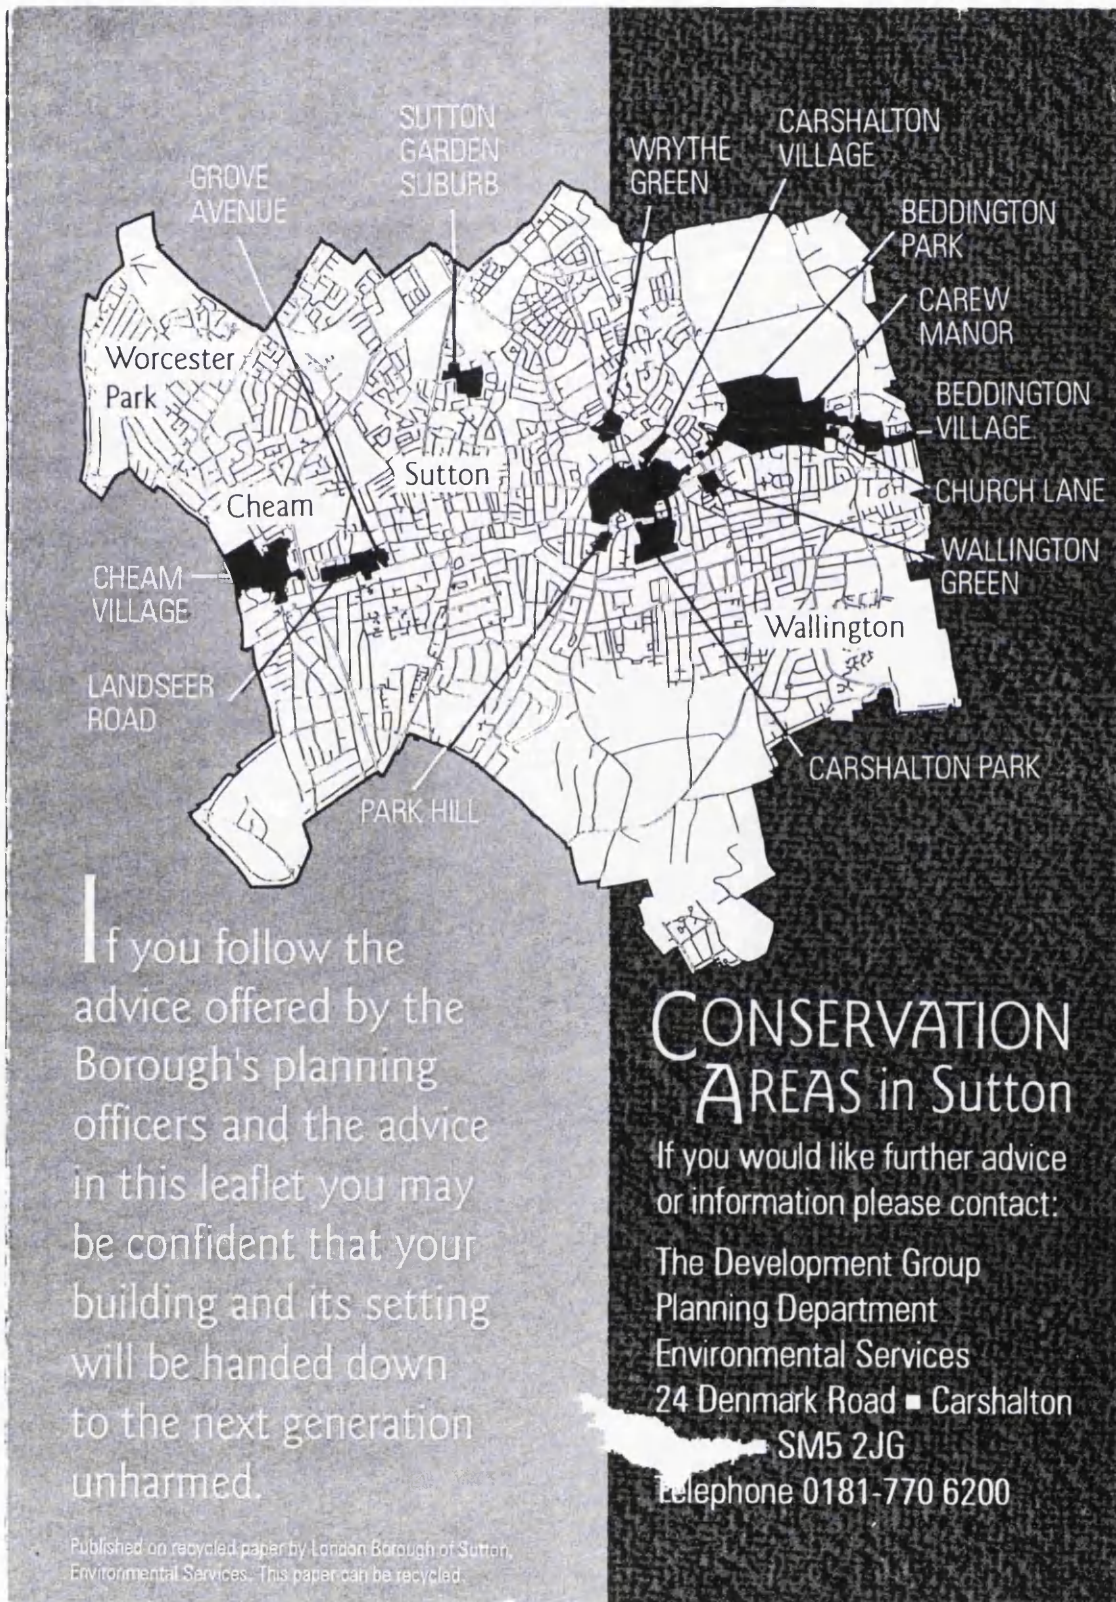 SUTTON
GARDEN
SUBURB
GROVE
AVENUE
WRYTHE
GREEN
CARSHALTON
VILLAGE
BEDDINGTON
PARK
CAREW
MANOR
BEDDINGTON
VILLAGE
CHURCH LANE
WALLINGTON
GREEN
Worcester
Park
Sutton
Cheam
CHEAM
VILLAGE
Wallington
LANDSEER
ROAD
CARSHALTON PARK
PARK HILL
If you follow the
advice offered by the
Borough's planning
officers and the advice
in this leaflet you may
be confident that your
building and its setting
will be handed down
to the next generation
unharmed.
Published on recycled paper by London Borough of Sutton,
Environmental Services. This paper can be recycled.
CONSERVATION
AREAS in Sutton
If you would like further advice
or information please contact:
The Development Group
Planning Department
Environmental Services
24 Denmark Road ▪ Carshalton
SM5 2JG
Telephone 0181-770 6200